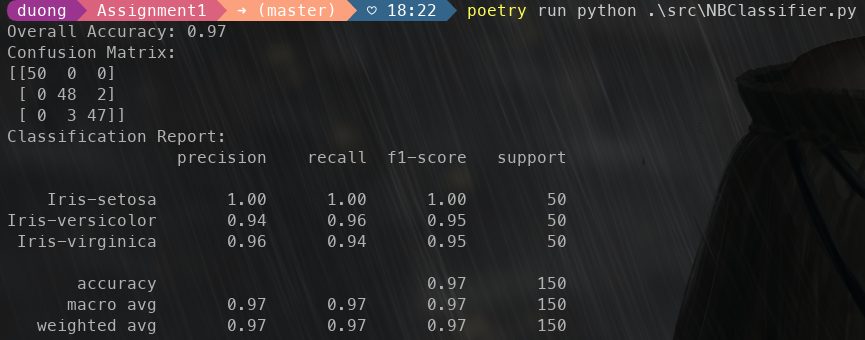 duong Assignment1 → (master) ♡ 18:22 poetry run python .\src\NBClassifier.py
Overall Accuracy: 0.97
Confusion Matrix:
[[50  0  0]
 [ 0 48  2]
 [ 0  3 47]]
Classification Report:
                 precision    recall  f1-score   support

    Iris-setosa       1.00      1.00      1.00        50
Iris-versicolor       0.94      0.96      0.95        50
 Iris-virginica       0.96      0.94      0.95        50

       accuracy                           0.97       150
      macro avg       0.97      0.97      0.97       150
   weighted avg       0.97      0.97      0.97       150